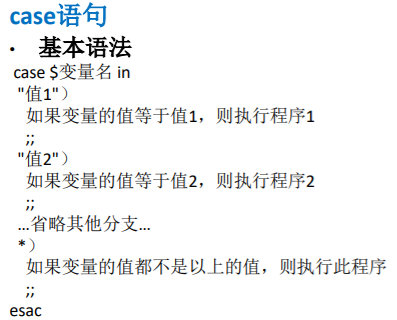 case语句
• 基本语法
case $变量名 in
"值1"）
如果变量的值等于值1，则执行程序1
;;
"值2"）
如果变量的值等于值2，则执行程序2
;;
…省略其他分支…
*）
如果变量的值都不是以上的值，则执行此程序
;;
esac